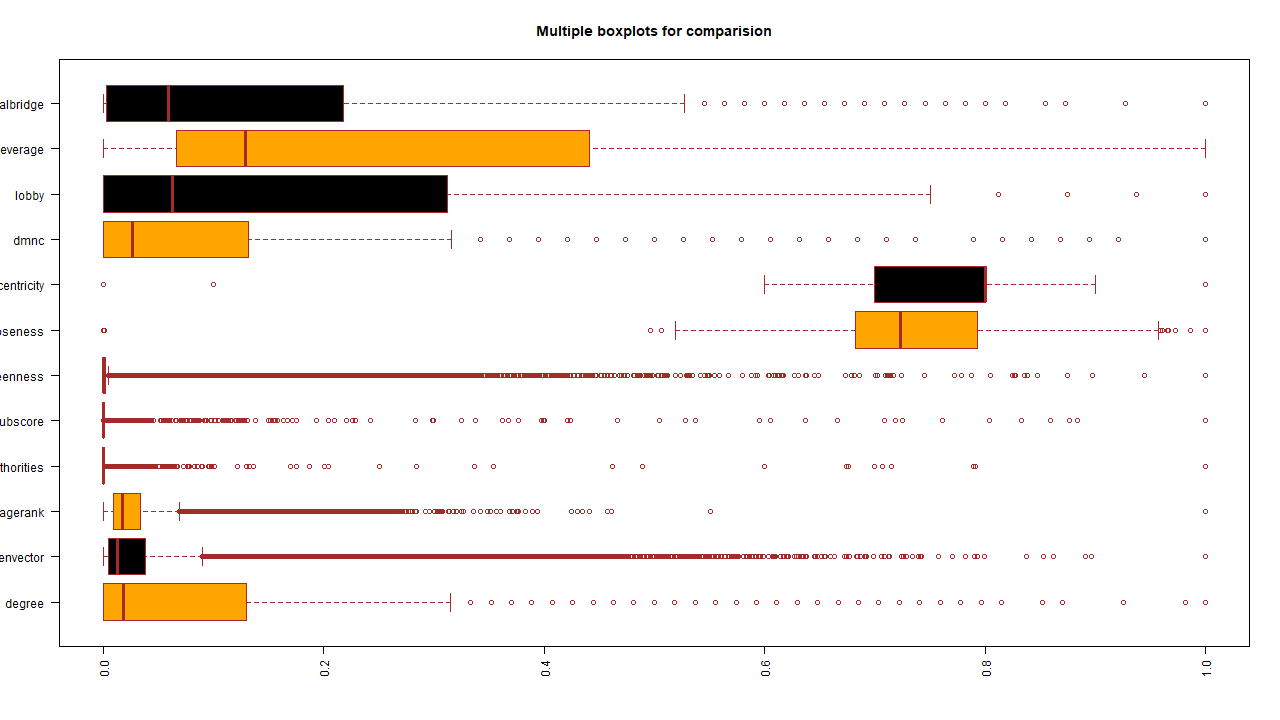 Multiple boxplots for comparision
albridge
everage
lobby
dmnc
centricity
oseness
eenness
ubscore
thorities
agerank
envector
degree
0.0 0.2 0.4 0.6 0.8 1.0